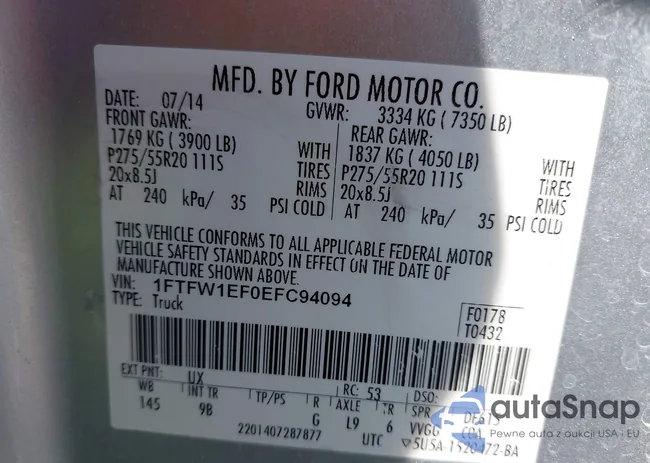 MFD. BY FORD MOTOR CO.
DATE: 07/14 GVWR: 3334 KG ( 7350 LB)
FRONT GAWR: REAR GAWR:
1769 KG ( 3900 LB) WITH 1837 KG ( 4050 LB) WITH
P275/55R20 111S TIRES P275/55R20 111S TIRES
20x8.5J RIMS 20x8.5J RIMS
AT 240 kPa/ 35 PSI COLD AT 240 kPa/ 35 PSI COLD
THIS VEHICLE CONFORMS TO ALL APPLICABLE FEDERAL MOTOR
VEHICLE SAFETY STANDARDS IN EFFECT ON THE DATE OF
MANUFACTURE SHOWN ABOVE.
VIN: 1FTFW1EF0EFC94094
TYPE: Truck
F0178
T0432
EXT PNT: UX RC: 53 DSO:
WB INT TR TP/PS R AXLE TR SPR
145 9B G L9 6
2201407287877 UTC
autaSnap
Pewne auta z aukcji USA i EU